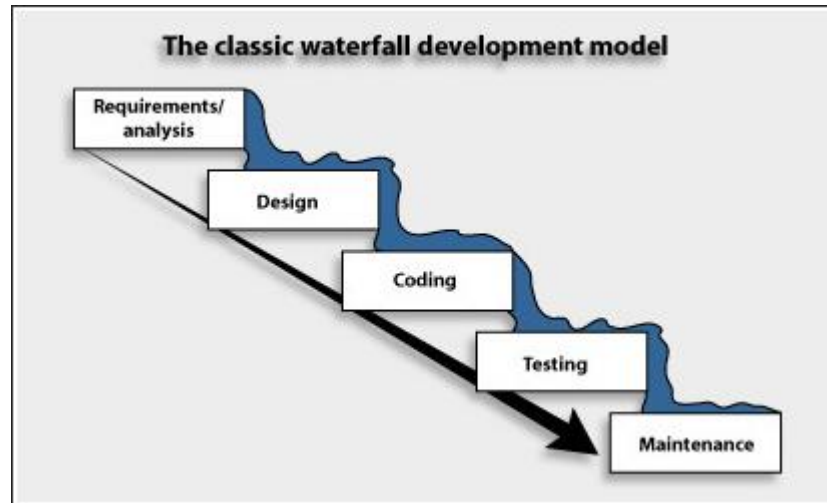 The classic waterfall development model
Requirements/
analysis
Design
Coding
Testing
Maintenance